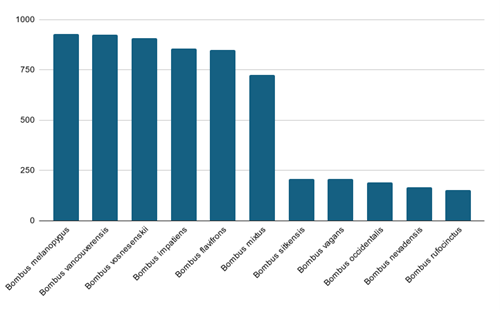 1000
750
500
250
0
Bombus melanopygus
Bombus vancouverensis
Bombus vosnesenskii
Bombus impatiens
Bombus flavifrons
Bombus mixtus
Bombus sitkensis
Bombus vagans
Bombus occidentalis
Bombus nevadensis
Bombus rufocinctus